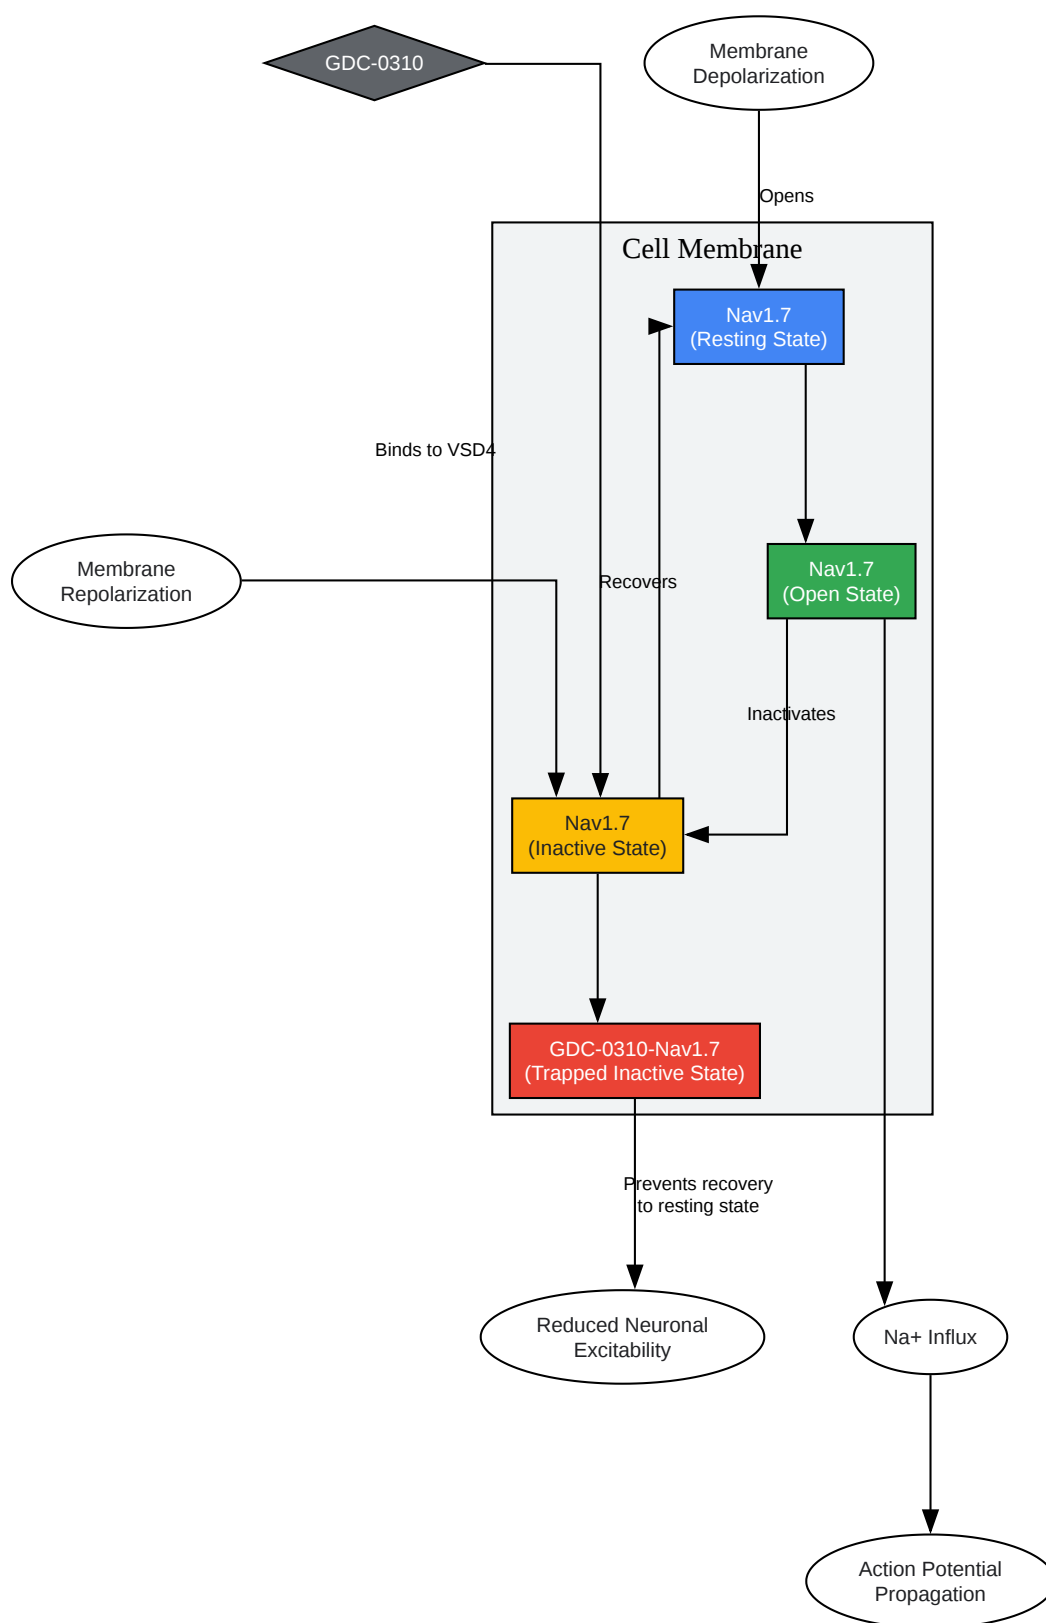 GDC-0310
Membrane
Depolarization
Opens
Cell Membrane
Nav1.7
(Resting State)
Binds to VSD4
Membrane
Repolarization
Recovers
Nav1.7
(Open State)
Inactivates
Nav1.7
(Inactive State)
GDC-0310-Nav1.7
(Trapped Inactive State)
Prevents recovery
to resting state
Reduced Neuronal
Excitability
Na+ Influx
Action Potential
Propagation